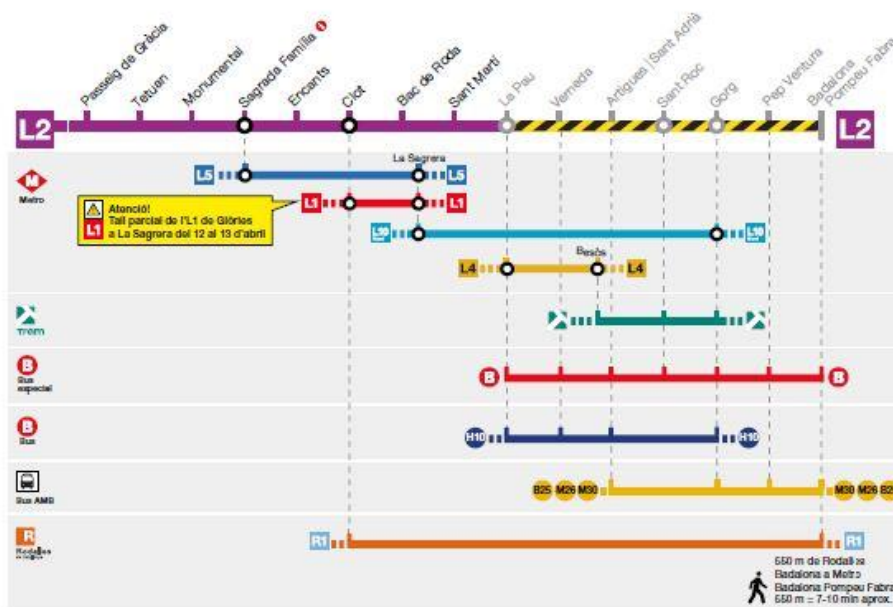 Passeig de Gràcia
Tetuan
Monumental
Sagrada Família
Encants
Clot
Bac de Roda
Sant Martí
La Pau
Verneda
Artigues | Sant Adrià
Sant Roc
Gorg
Pep Ventura
Badalona
Pompeu Fabra
L2
L2
La Sagrera
L5
L5
Metro
Atenció!
Tall parcial de l'L1 de Glòries
a La Sagrera del 12 al 13 d'abril
L1
L1
L1
L10
L10
Besòs
L4
L4
Tram
B
Bus
especial
B
B
B
Bus
H10
H10
Bus AMB
B25 M26 M30
M30 M26 B25
R
Rodalies
R1
R1
550 m de Rodalies
Badalona a Metro
Badalona Pompeu Fabra
550 m = 7-10 min aprox.